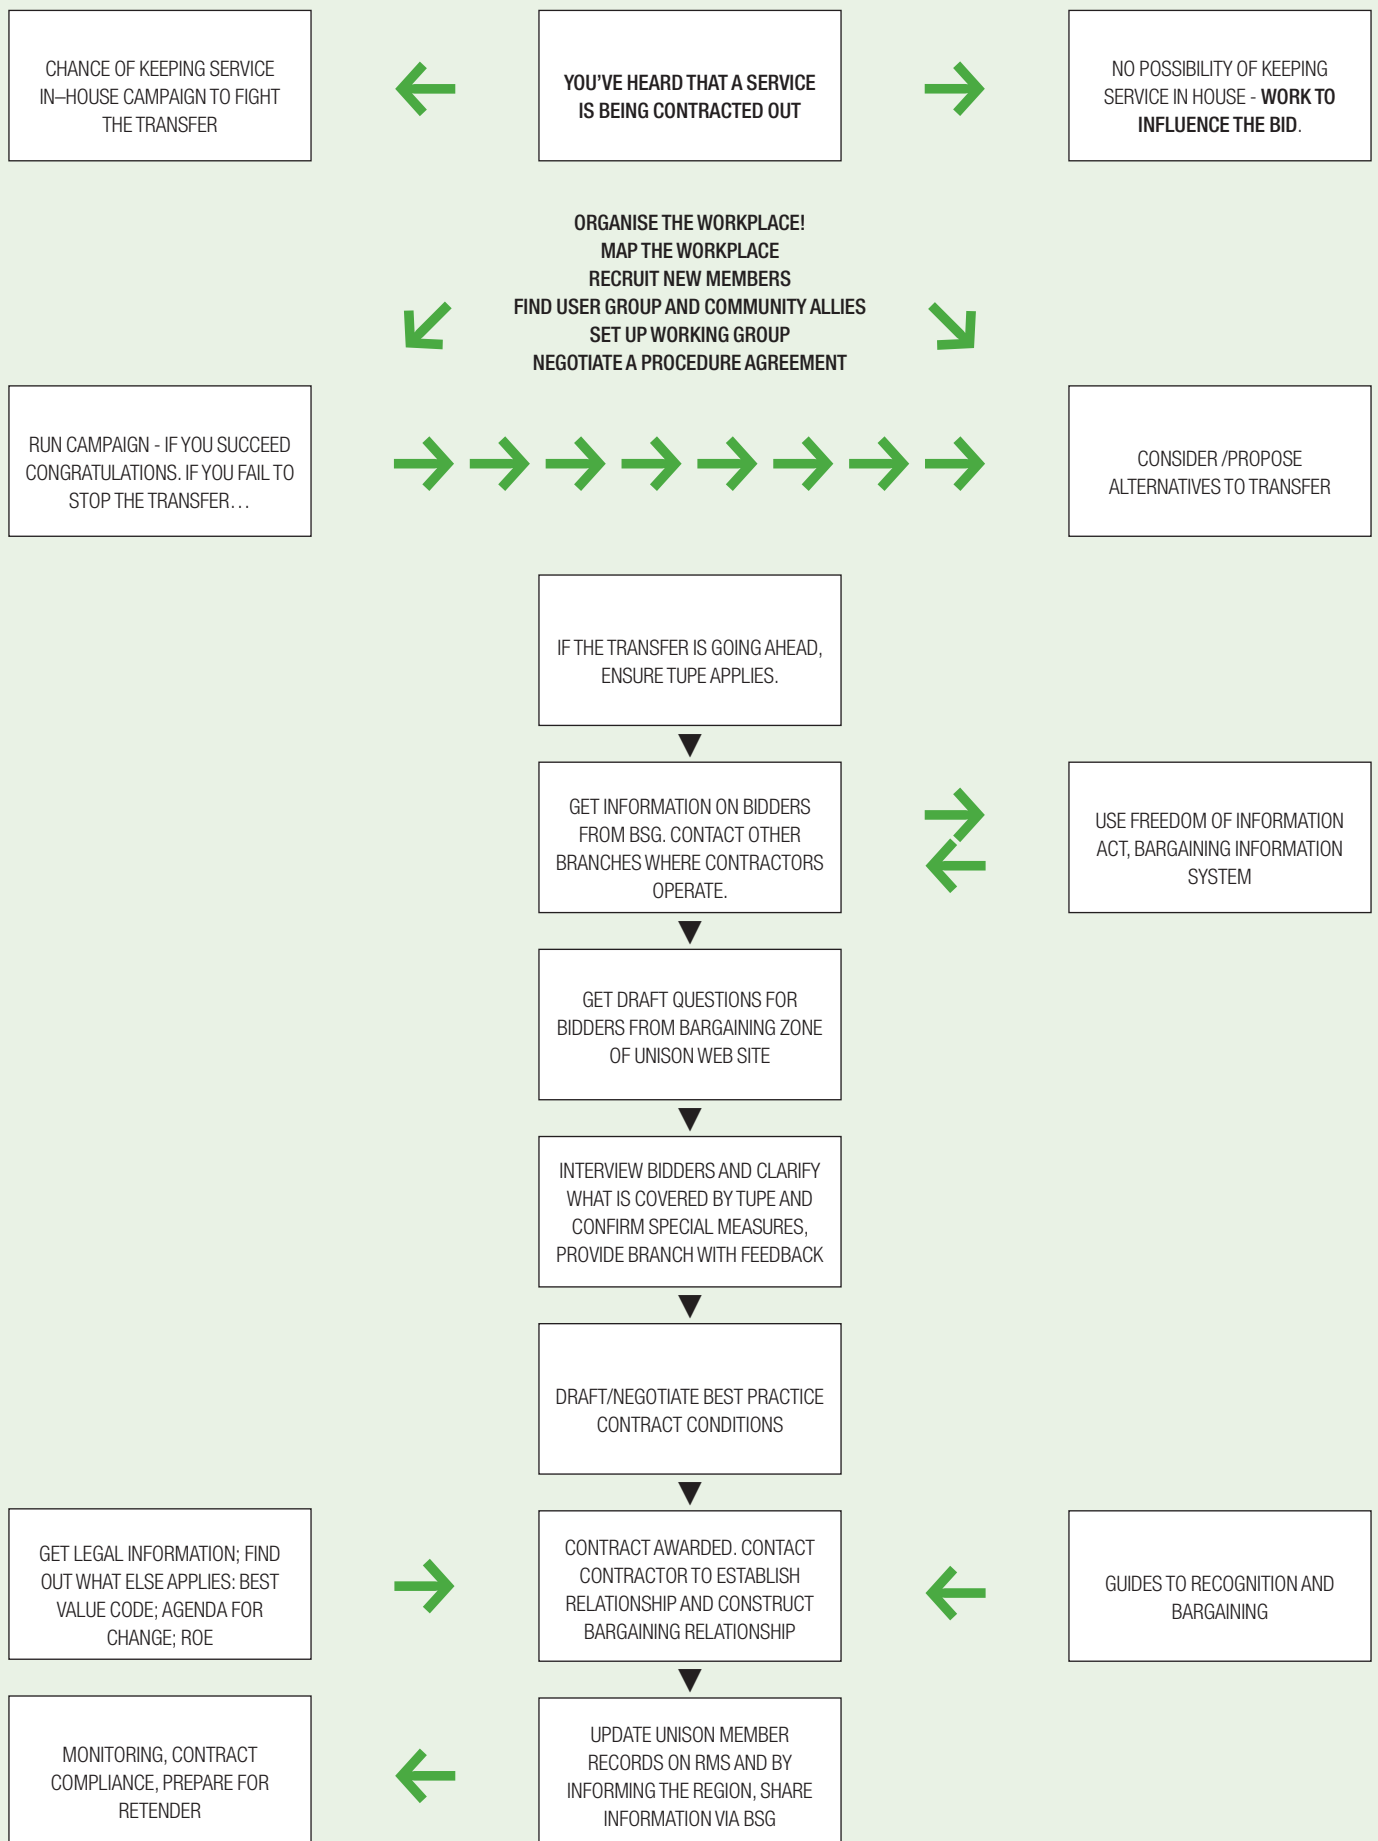 CHANCE OF KEEPING SERVICE
IN–HOUSE CAMPAIGN TO FIGHT
THE TRANSFER
YOU'VE HEARD THAT A SERVICE
IS BEING CONTRACTED OUT
NO POSSIBILITY OF KEEPING
SERVICE IN HOUSE - WORK TO
INFLUENCE THE BID.
ORGANISE THE WORKPLACE!
MAP THE WORKPLACE
RECRUIT NEW MEMBERS
FIND USER GROUP AND COMMUNITY ALLIES
SET UP WORKING GROUP
NEGOTIATE A PROCEDURE AGREEMENT
RUN CAMPAIGN - IF YOU SUCCEED
CONGRATULATIONS. IF YOU FAIL TO
STOP THE TRANSFER…
CONSIDER /PROPOSE
ALTERNATIVES TO TRANSFER
IF THE TRANSFER IS GOING AHEAD,
ENSURE TUPE APPLIES.
GET INFORMATION ON BIDDERS
FROM BSG. CONTACT OTHER
BRANCHES WHERE CONTRACTORS
OPERATE.
USE FREEDOM OF INFORMATION
ACT, BARGAINING INFORMATION
SYSTEM
GET DRAFT QUESTIONS FOR
BIDDERS FROM BARGAINING ZONE
OF UNISON WEB SITE
INTERVIEW BIDDERS AND CLARIFY
WHAT IS COVERED BY TUPE AND
CONFIRM SPECIAL MEASURES,
PROVIDE BRANCH WITH FEEDBACK
DRAFT/NEGOTIATE BEST PRACTICE
CONTRACT CONDITIONS
GET LEGAL INFORMATION; FIND
OUT WHAT ELSE APPLIES: BEST
VALUE CODE; AGENDA FOR
CHANGE; ROE
CONTRACT AWARDED. CONTACT
CONTRACTOR TO ESTABLISH
RELATIONSHIP AND CONSTRUCT
BARGAINING RELATIONSHIP
GUIDES TO RECOGNITION AND
BARGAINING
MONITORING, CONTRACT
COMPLIANCE, PREPARE FOR
RETENDER
UPDATE UNISON MEMBER
RECORDS ON RMS AND BY
INFORMING THE REGION, SHARE
INFORMATION VIA BSG